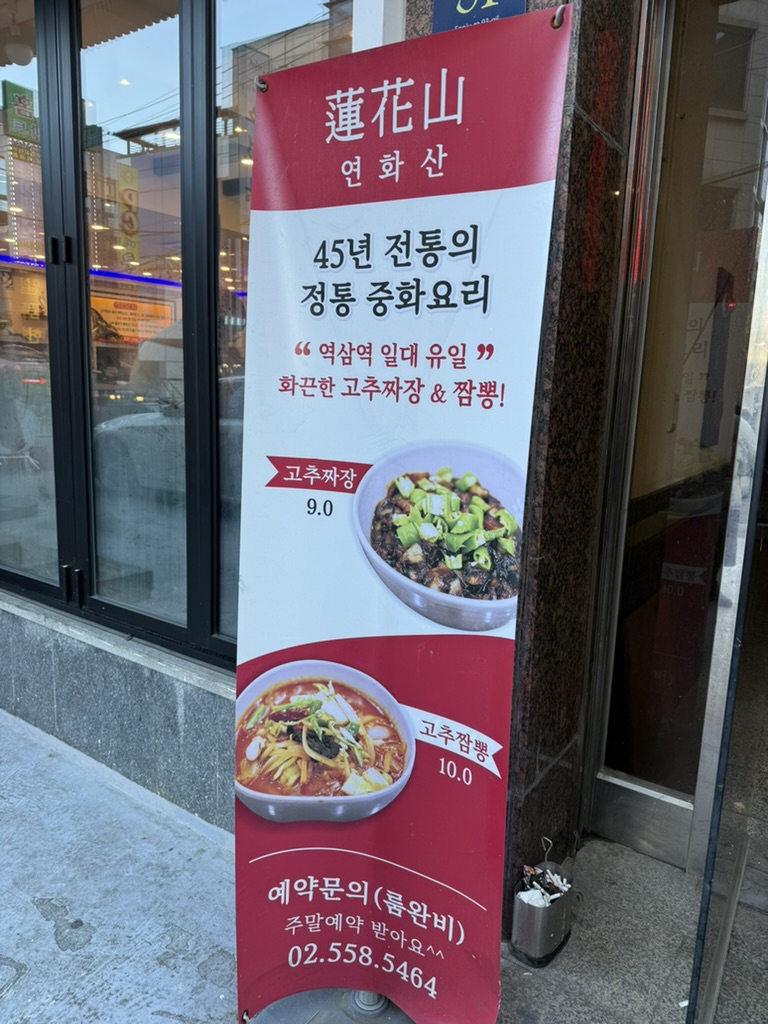 蓮花山
연화산
45년 전통의
정통 중화요리
“ 역삼역 일대 유일 ”
화끈한 고추짜장 & 짬뽕!
고추짜장
9.0
고추짬뽕
10.0
예약문의(룸완비)
주말예약 받아요^^
02.558.5464